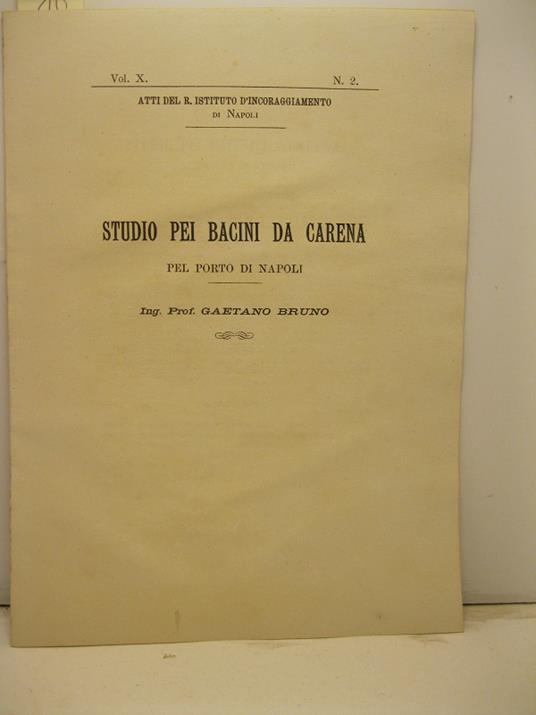 Vol. X. N. 2.
ATTI DEL R. ISTITUTO D'INCORAGGIAMENTO
DI NAPOLI
STUDIO PEI BACINI DA CARENA
PEL PORTO DI NAPOLI
Ing. Prof. GAETANO BRUNO